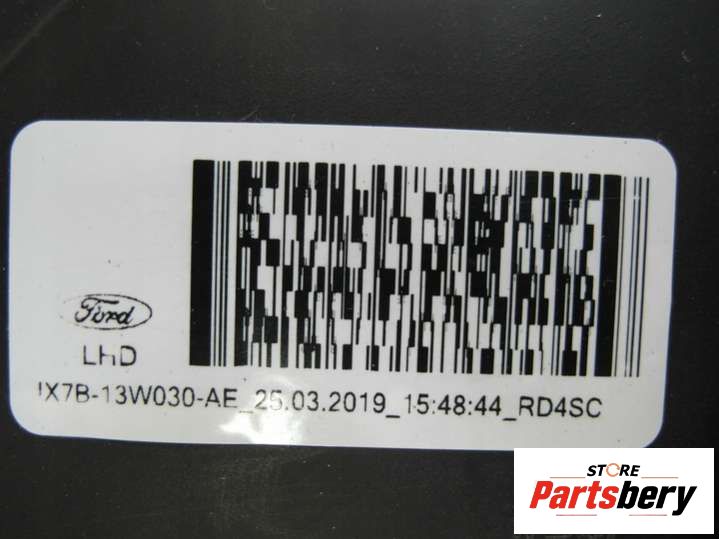 Ford
LHD
JX7B-13W030-AE_25.03.2019_15:48:44_RD4SC
STORE
Partsbery